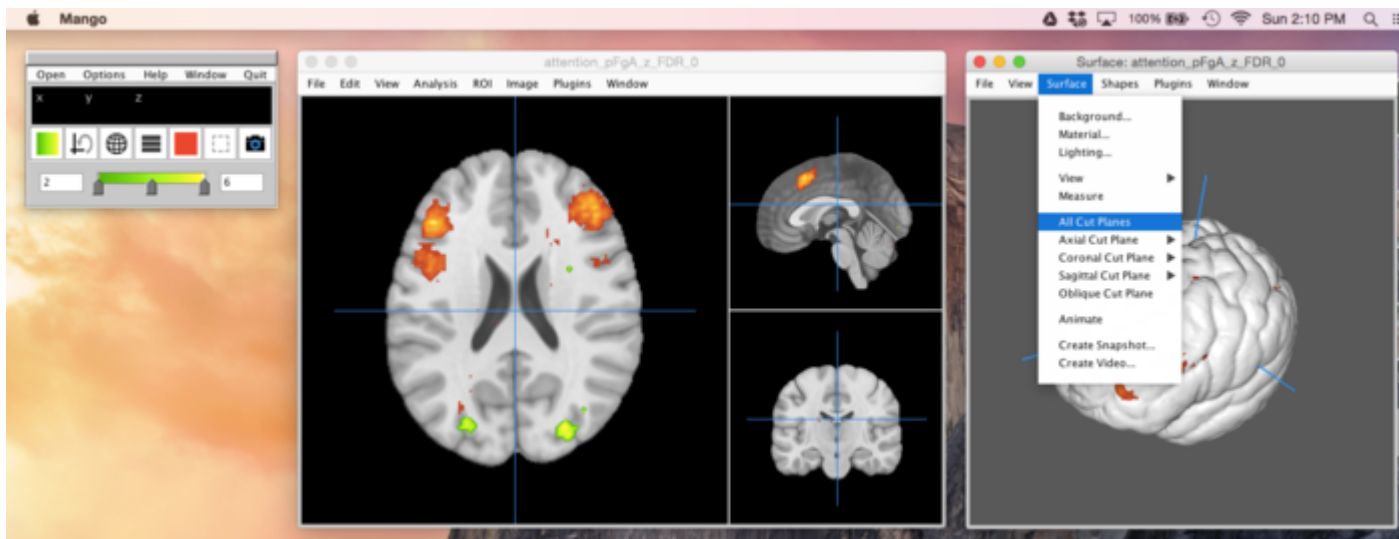 Mango 100% Sun 2:10 PM
Open Options Help Window Quit
x y z
2 6
attention_pFgA_z_FDR_0
File Edit View Analysis ROI Image Plugins Window
Surface: attention_pFgA_z_FDR_0
File View Surface Shapes Plugins Window
Background...
Material...
Lighting...
View
Measure
All Cut Planes
Axial Cut Plane
Coronal Cut Plane
Sagittal Cut Plane
Oblique Cut Plane
Animate
Create Snapshot...
Create Video...